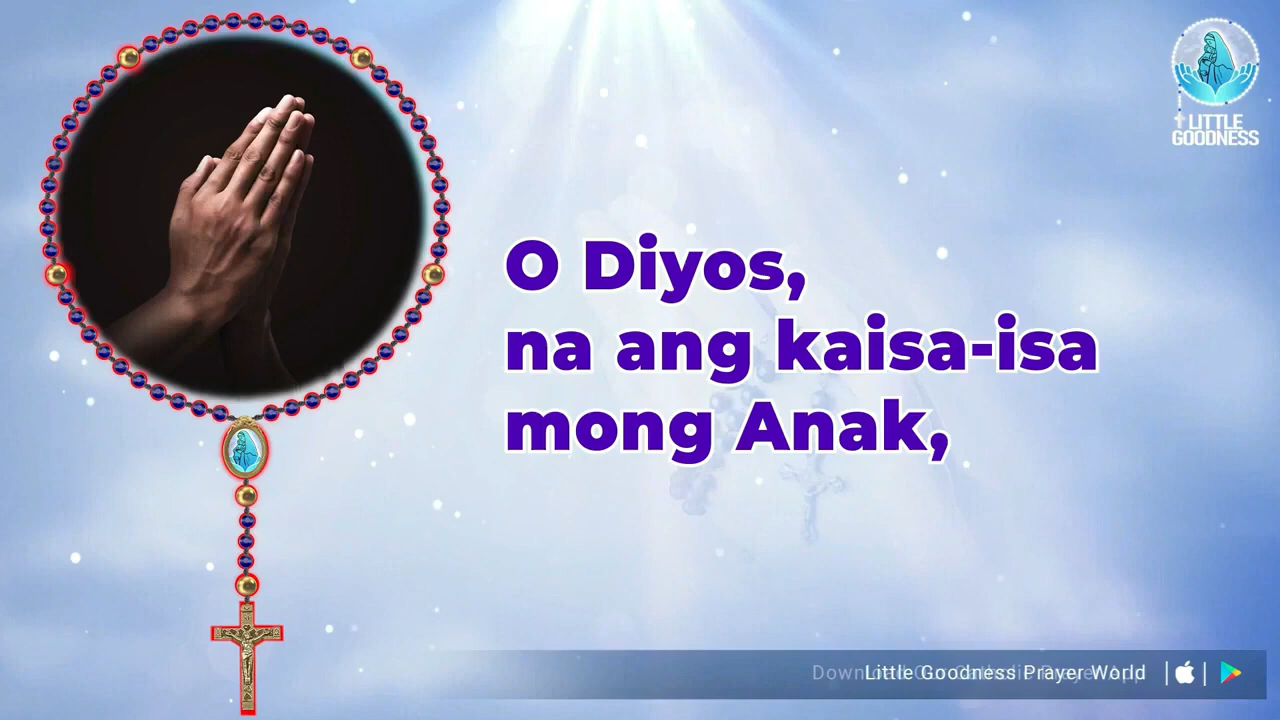 LITTLE
GOODNESS
O Diyos,
na ang kaisa-isa
mong Anak,
Little Goodness Prayer World